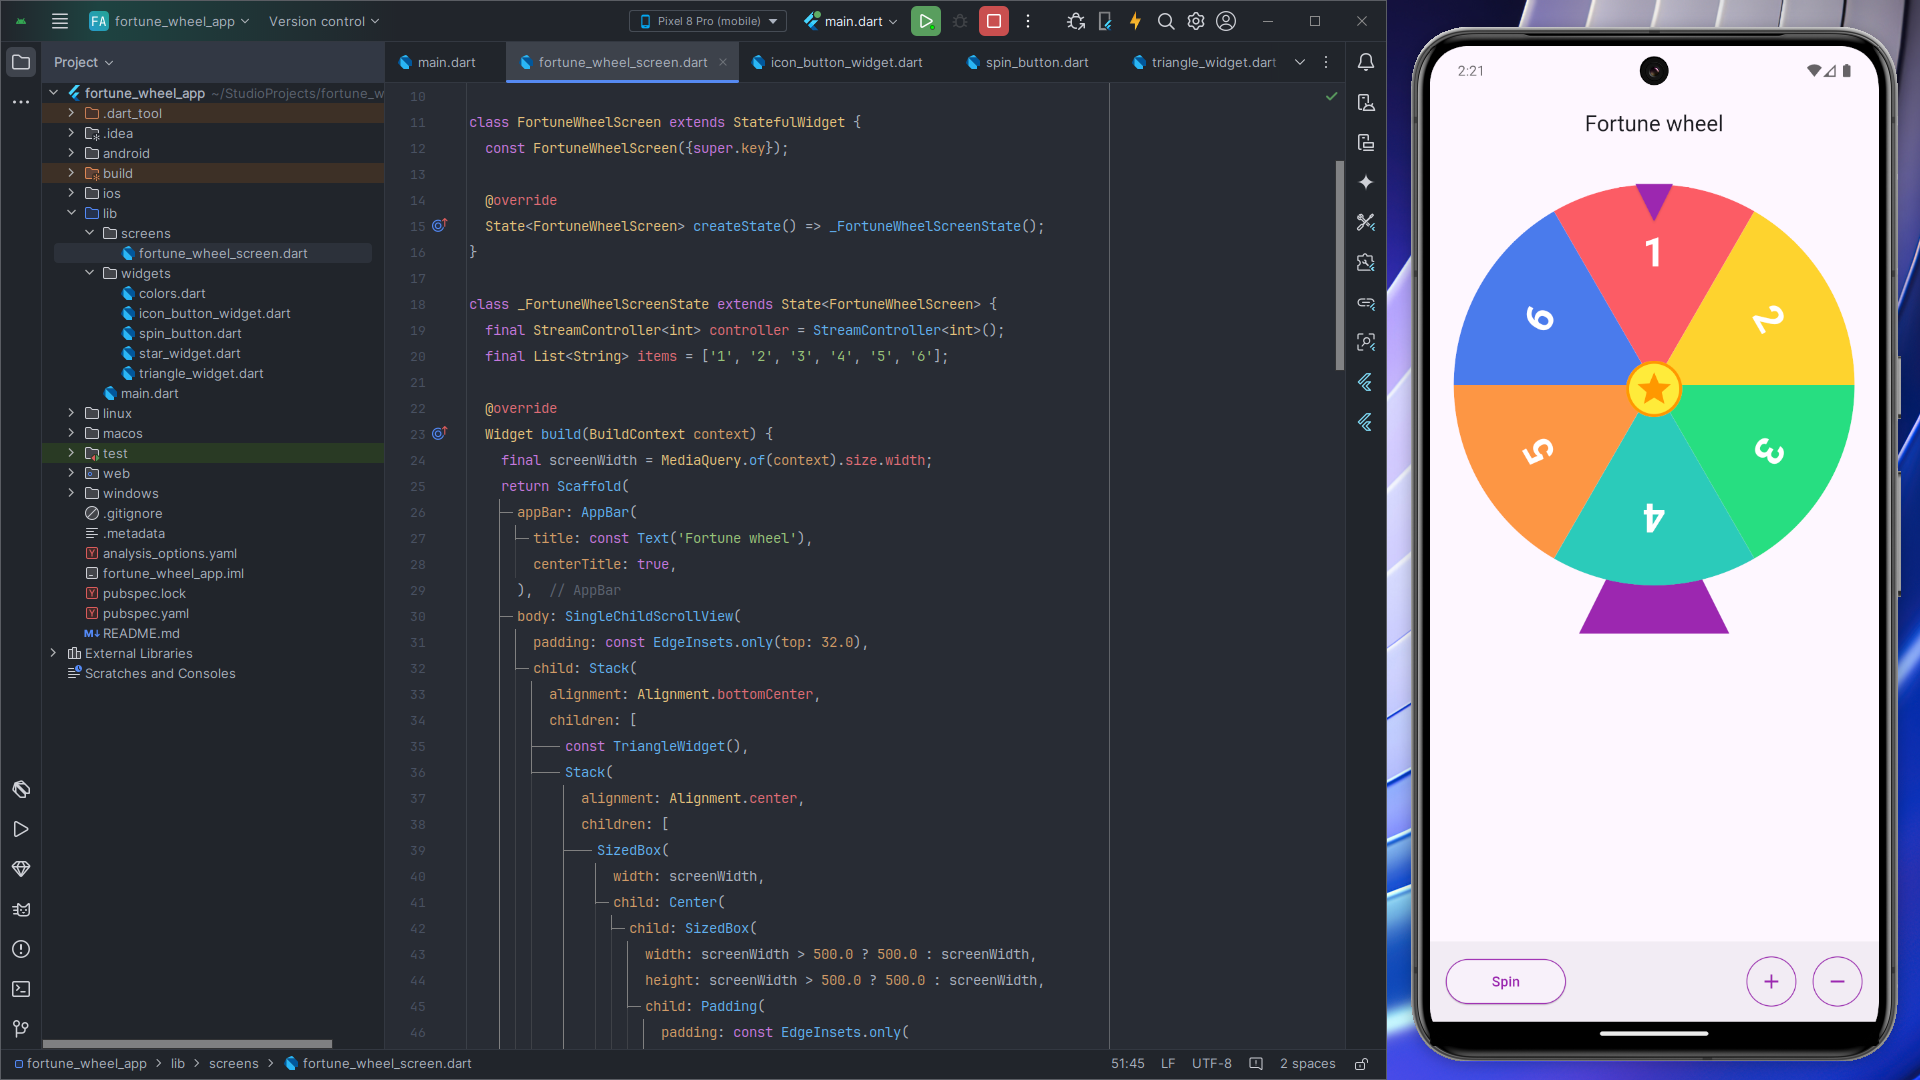 FA fortune_wheel_app Version control Pixel 8 Pro (mobile) main.dart
Project
main.dart fortune_wheel_screen.dart icon_button_widget.dart spin_button.dart triangle_widget.dart
fortune_wheel_app ~/StudioProjects/fortune_w
.dart_tool
.idea
android
build
ios
lib
screens
fortune_wheel_screen.dart
widgets
colors.dart
icon_button_widget.dart
spin_button.dart
star_widget.dart
triangle_widget.dart
main.dart
linux
macos
test
web
windows
.gitignore
.metadata
analysis_options.yaml
fortune_wheel_app.iml
pubspec.lock
pubspec.yaml
README.md
External Libraries
Scratches and Consoles
10
11 class FortuneWheelScreen extends StatefulWidget {
12 const FortuneWheelScreen({super.key});
13
14 @override
15 State<FortuneWheelScreen> createState() => _FortuneWheelScreenState();
16 }
17
18 class _FortuneWheelScreenState extends State<FortuneWheelScreen> {
19 final StreamController<int> controller = StreamController<int>();
20 final List<String> items = ['1', '2', '3', '4', '5', '6'];
21
22 @override
23 Widget build(BuildContext context) {
24 final screenWidth = MediaQuery.of(context).size.width;
25 return Scaffold(
26 appBar: AppBar(
27 title: const Text('Fortune wheel'),
28 centerTitle: true,
29 ), // AppBar
30 body: SingleChildScrollView(
31 padding: const EdgeInsets.only(top: 32.0),
32 child: Stack(
33 alignment: Alignment.bottomCenter,
34 children: [
35 const TriangleWidget(),
36 Stack(
37 alignment: Alignment.center,
38 children: [
39 SizedBox(
40 width: screenWidth,
41 child: Center(
42 child: SizedBox(
43 width: screenWidth > 500.0 ? 500.0 : screenWidth,
44 height: screenWidth > 500.0 ? 500.0 : screenWidth,
45 child: Padding(
46 padding: const EdgeInsets.only(
fortune_wheel_app > lib > screens > fortune_wheel_screen.dart
51:45 LF UTF-8 2 spaces
2:21
Fortune wheel
1
2
3
4
5
6
Spin + −